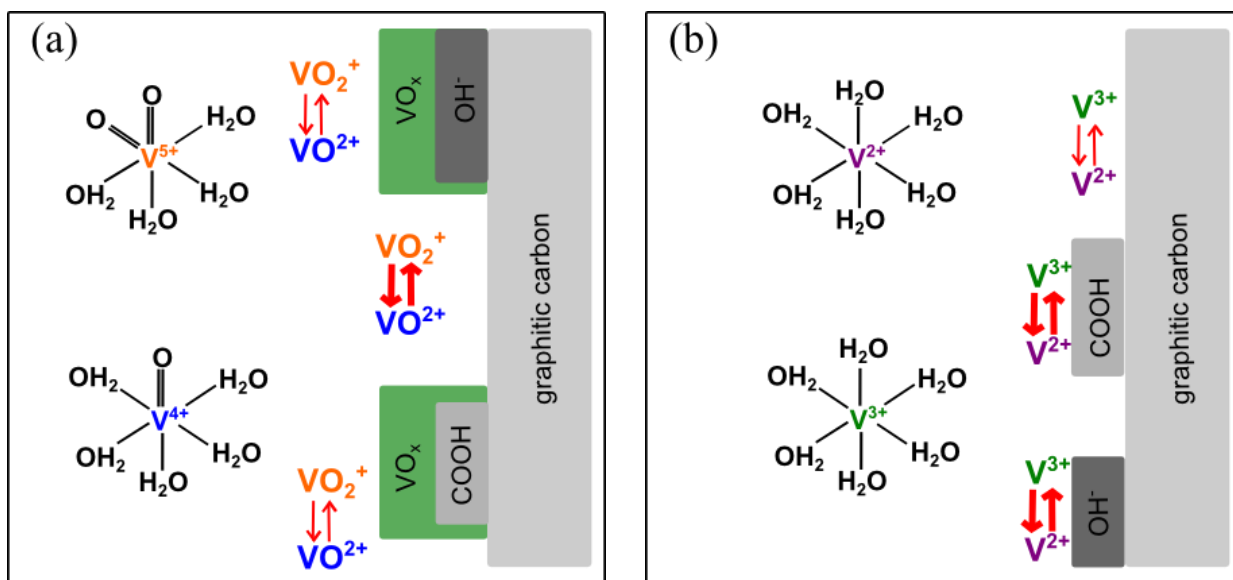 (a)
O
O
H₂O
V⁵⁺
OH₂
H₂O
H₂O
VO₂⁺
VO²⁺
VOₓ
OH⁻
VO₂⁺
VO²⁺
graphitic carbon
O
OH₂
H₂O
V⁴⁺
OH₂
H₂O
H₂O
VO₂⁺
VO²⁺
VOₓ
COOH
(b)
H₂O
OH₂
H₂O
V²⁺
OH₂
H₂O
H₂O
V³⁺
V²⁺
V³⁺
V²⁺
COOH
graphitic carbon
H₂O
OH₂
H₂O
V³⁺
OH₂
H₂O
H₂O
V³⁺
V²⁺
OH⁻